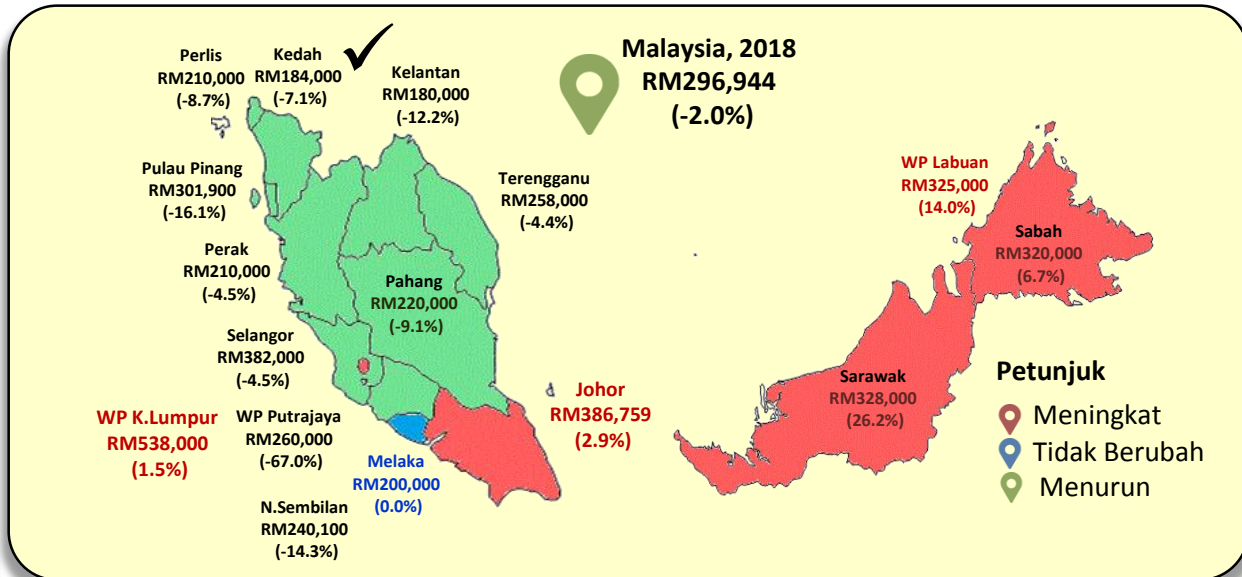 Malaysia, 2018
RM296,944
(-2.0%)
Perlis
RM210,000
(-8.7%)
Kedah
RM184,000
(-7.1%)
Kelantan
RM180,000
(-12.2%)
Pulau Pinang
RM301,900
(-16.1%)
Terengganu
RM258,000
(-4.4%)
Perak
RM210,000
(-4.5%)
Pahang
RM220,000
(-9.1%)
Selangor
RM382,000
(-4.5%)
WP K.Lumpur
RM538,000
(1.5%)
WP Putrajaya
RM260,000
(-67.0%)
Melaka
RM200,000
(0.0%)
N.Sembilan
RM240,100
(-14.3%)
Johor
RM386,759
(2.9%)
WP Labuan
RM325,000
(14.0%)
Sabah
RM320,000
(6.7%)
Sarawak
RM328,000
(26.2%)
Petunjuk
Meningkat
Tidak Berubah
Menurun